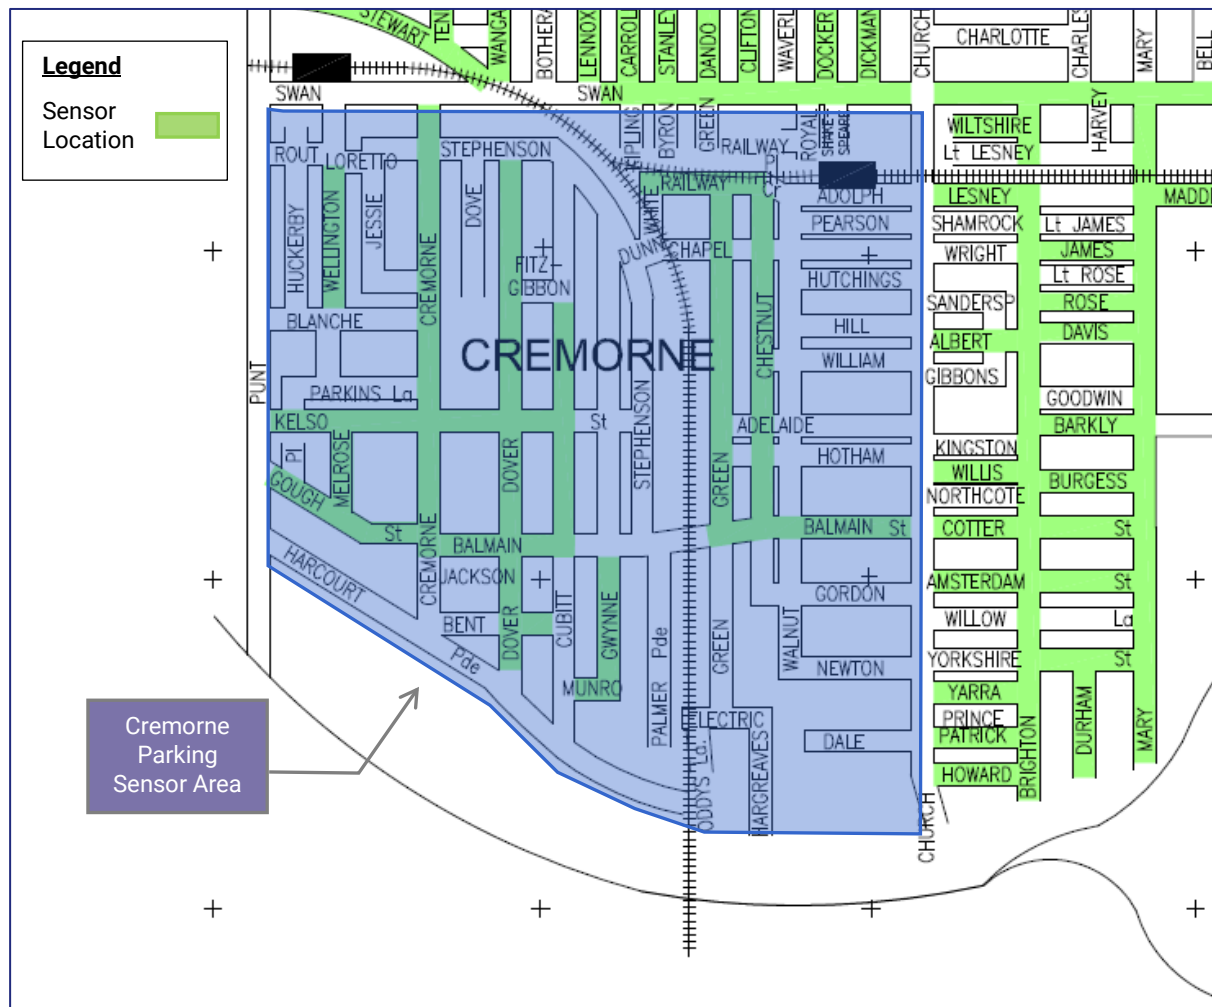 Legend
Sensor
Location
STEWART
TEN
WANGA
BOTHERA
LENNOX
CARROL
STANLEY
DANDO
CLIFTON
WAVERL
DOCKER
DICKMAN
CHURCH
CHARLOTTE
CHARLES
MARY
BELL
SWAN
SWAN
KIPLING
BYRON
GREEN
RAILWAY
ROYAL
SHAKE-
SPEARE
WILTSHIRE
HARVEY
Lt LESNEY
ROUT
LORETTO
STEPHENSON
Pl
Cr
RAILWAY
ADOLPH
LESNEY
MADDE
HUCKERBY
WELLINGTON
JESSIE
CREMORNE
DOVE
WHITE
PEARSON
SHAMROCK
Lt JAMES
DUNN
CHAPEL
WRIGHT
JAMES
FITZ-
GIBBON
HUTCHINGS
Lt ROSE
SANDERSP
ROSE
BLANCHE
HILL
DAVIS
CHESTNUT
ALBERT
CREMORNE
WILLIAM
GIBBONS
PUNT
PARKINS La
GOODWIN
KELSO
St
STEPHENSON
ADELAIDE
BARKLY
Pl
MELROSE
DOVER
GREEN
HOTHAM
KINGSTON
WILLIS
BURGESS
GOUGH
St
NORTHCOTE
BALMAIN
BALMAIN St
COTTER
St
HARCOURT
CREMORNE
JACKSON
GORDON
AMSTERDAM
St
BENT
DOVER
CUBITT
GWYNNE
Pde
GREEN
WALNUT
WILLOW
La
Pde
NEWTON
YORKSHIRE
St
MUNRO
PALMER
YARRA
ELECTRIC
PRINCE
PATRICK
DURHAM
MARY
Cremorne
Parking
Sensor Area
ODDYS La.
HARGREAVES
DALE
HOWARD
BRIGHTON
CHURCH